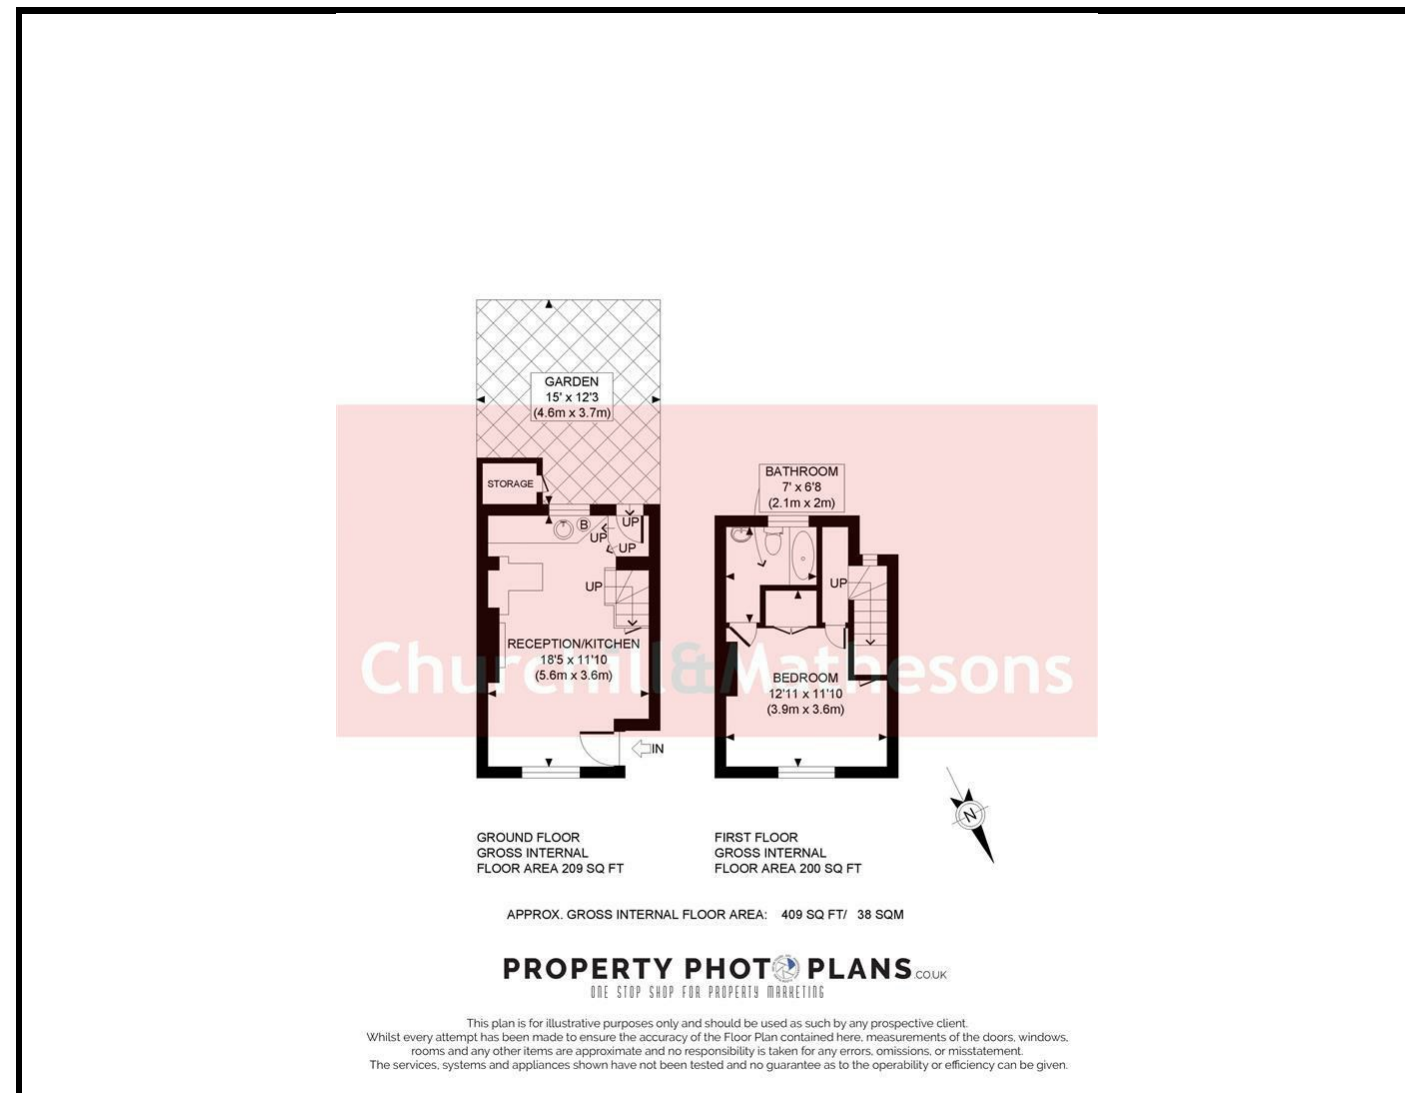 GARDEN
15' x 12'3
(4.6m x 3.7m)
STORAGE
B
UP
UP
UP
UP
RECEPTION/KITCHEN
18'5 x 11'10
(5.6m x 3.6m)
IN
BATHROOM
7' x 6'8
(2.1m x 2m)
UP
BEDROOM
12'11 x 11'10
(3.9m x 3.6m)
Churchill&Mathesons
N
GROUND FLOOR
GROSS INTERNAL
FLOOR AREA 209 SQ FT
FIRST FLOOR
GROSS INTERNAL
FLOOR AREA 200 SQ FT
APPROX. GROSS INTERNAL FLOOR AREA: 409 SQ FT/ 38 SQM
PROPERTY PHOTO PLANS.CO.UK
ONE STOP SHOP FOR PROPERTY MARKETING
This plan is for illustrative purposes only and should be used as such by any prospective client.
Whilst every attempt has been made to ensure the accuracy of the Floor Plan contained here, measurements of the doors, windows,
rooms and any other items are approximate and no responsibility is taken for any errors, omissions, or misstatement.
The services, systems and appliances shown have not been tested and no guarantee as to the operability or efficiency can be given.